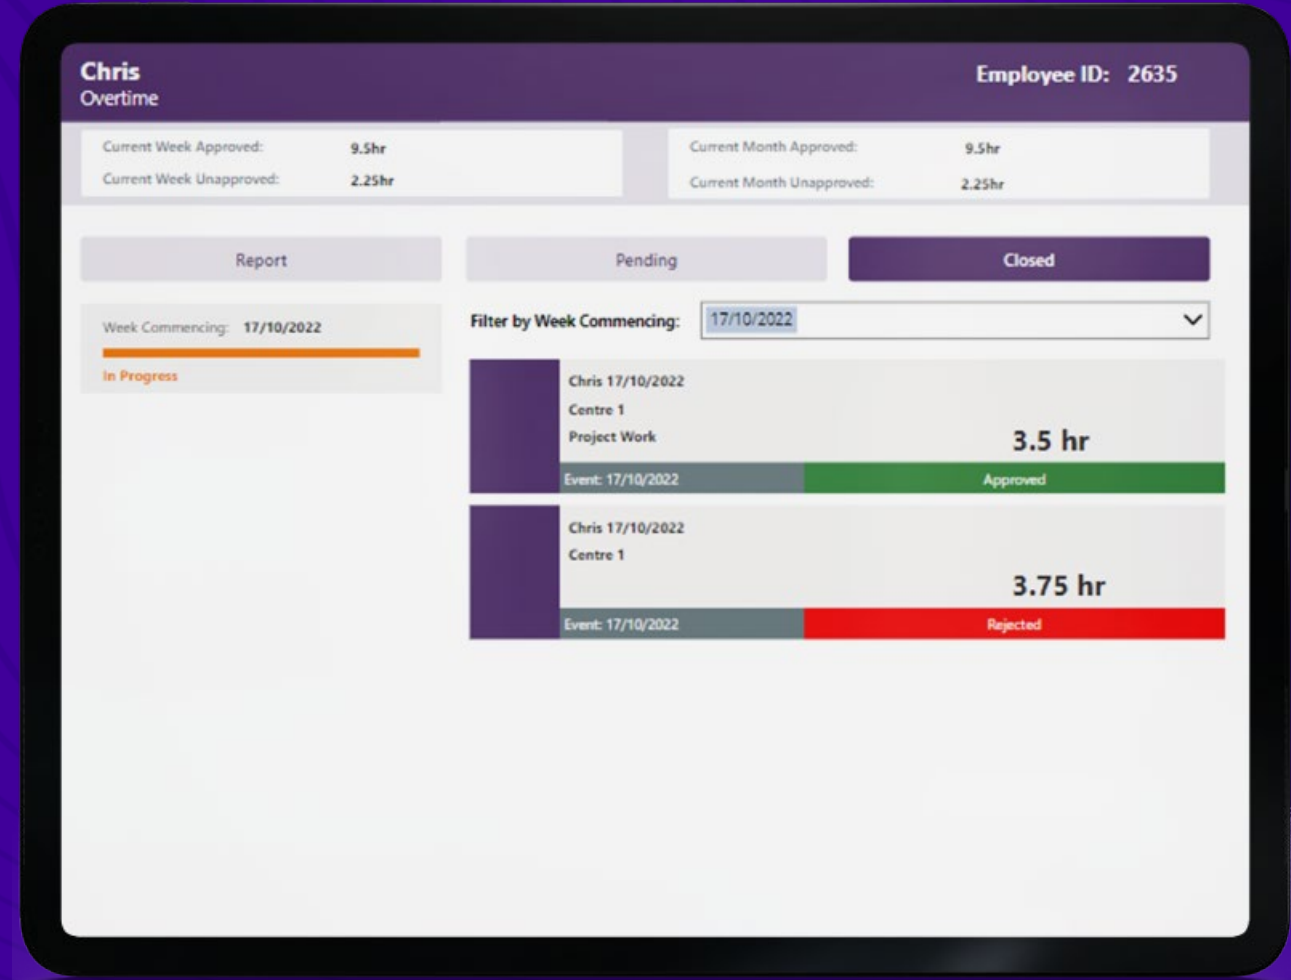 Chris
Overtime
Employee ID: 2635
Current Week Approved: 9.5hr
Current Week Unapproved: 2.25hr
Current Month Approved: 9.5hr
Current Month Unapproved: 2.25hr
Report
Pending
Closed
Week Commencing: 17/10/2022
In Progress
Filter by Week Commencing: 17/10/2022
Chris 17/10/2022
Centre 1
Project Work
3.5 hr
Event: 17/10/2022
Approved
Chris 17/10/2022
Centre 1
3.75 hr
Event: 17/10/2022
Rejected